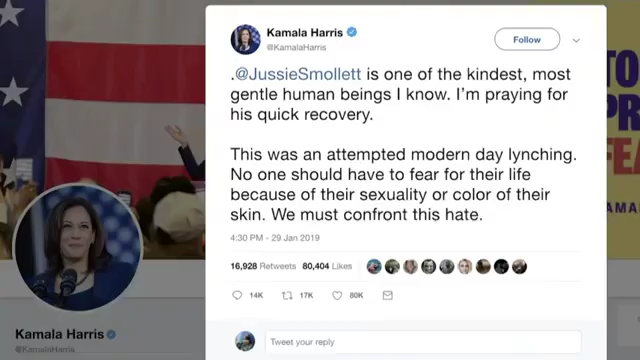 Kamala Harris
@KamalaHarris
Follow
.@JussieSmollett is one of the kindest, most
gentle human beings I know. I'm praying for
his quick recovery.
This was an attempted modern day lynching.
No one should have to fear for their life
because of their sexuality or color of their
skin. We must confront this hate.
4:30 PM - 29 Jan 2019
16,928 Retweets 80,404 Likes
14K 17K 80K
Tweet your reply
Kamala Harris
@KamalaHarris